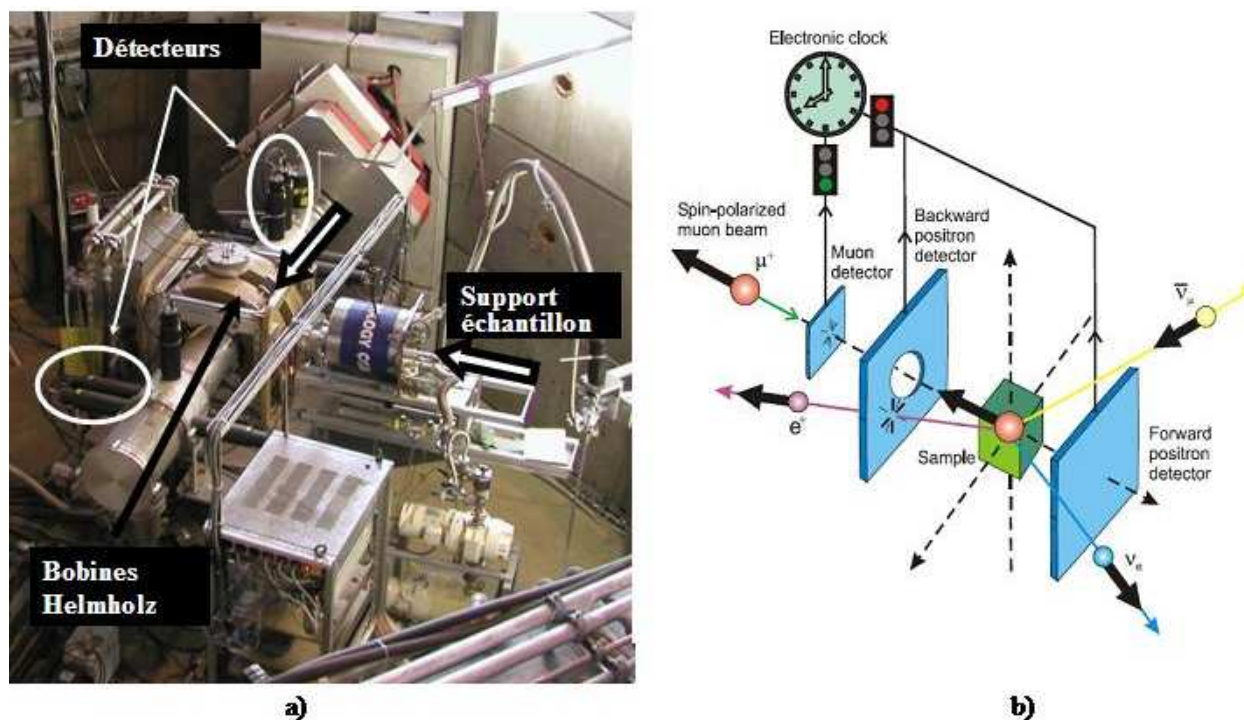 Détecteurs
Support
échantillon
Bobines
Helmholz
a)
Electronic clock
Spin-polarized
muon beam
μ⁺
Muon
detector
Backward
positron
detector
ν̅μ
e⁺
Sample
Forward
positron
detector
νe
b)